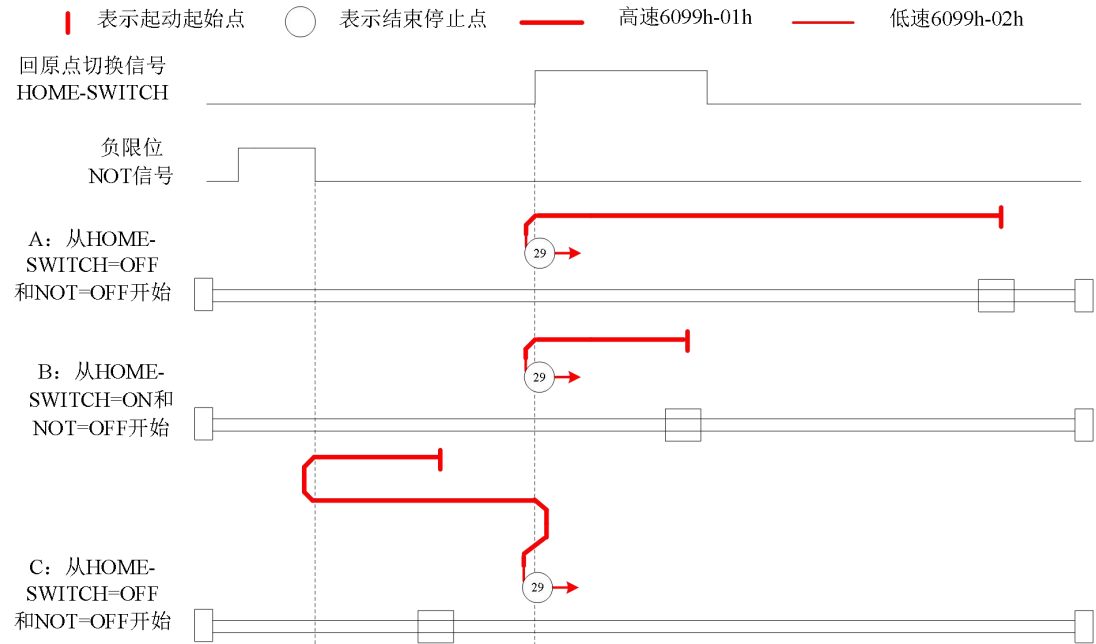 表示起动起始点 表示结束停止点 高速6099h-01h 低速6099h-02h
回原点切换信号
HOME-SWITCH
负限位
NOT信号
A：从HOME-
SWITCH=OFF
和NOT=OFF开始
29
B：从HOME-
SWITCH=ON和
NOT=OFF开始
29
C：从HOME-
SWITCH=OFF
和NOT=OFF开始
29